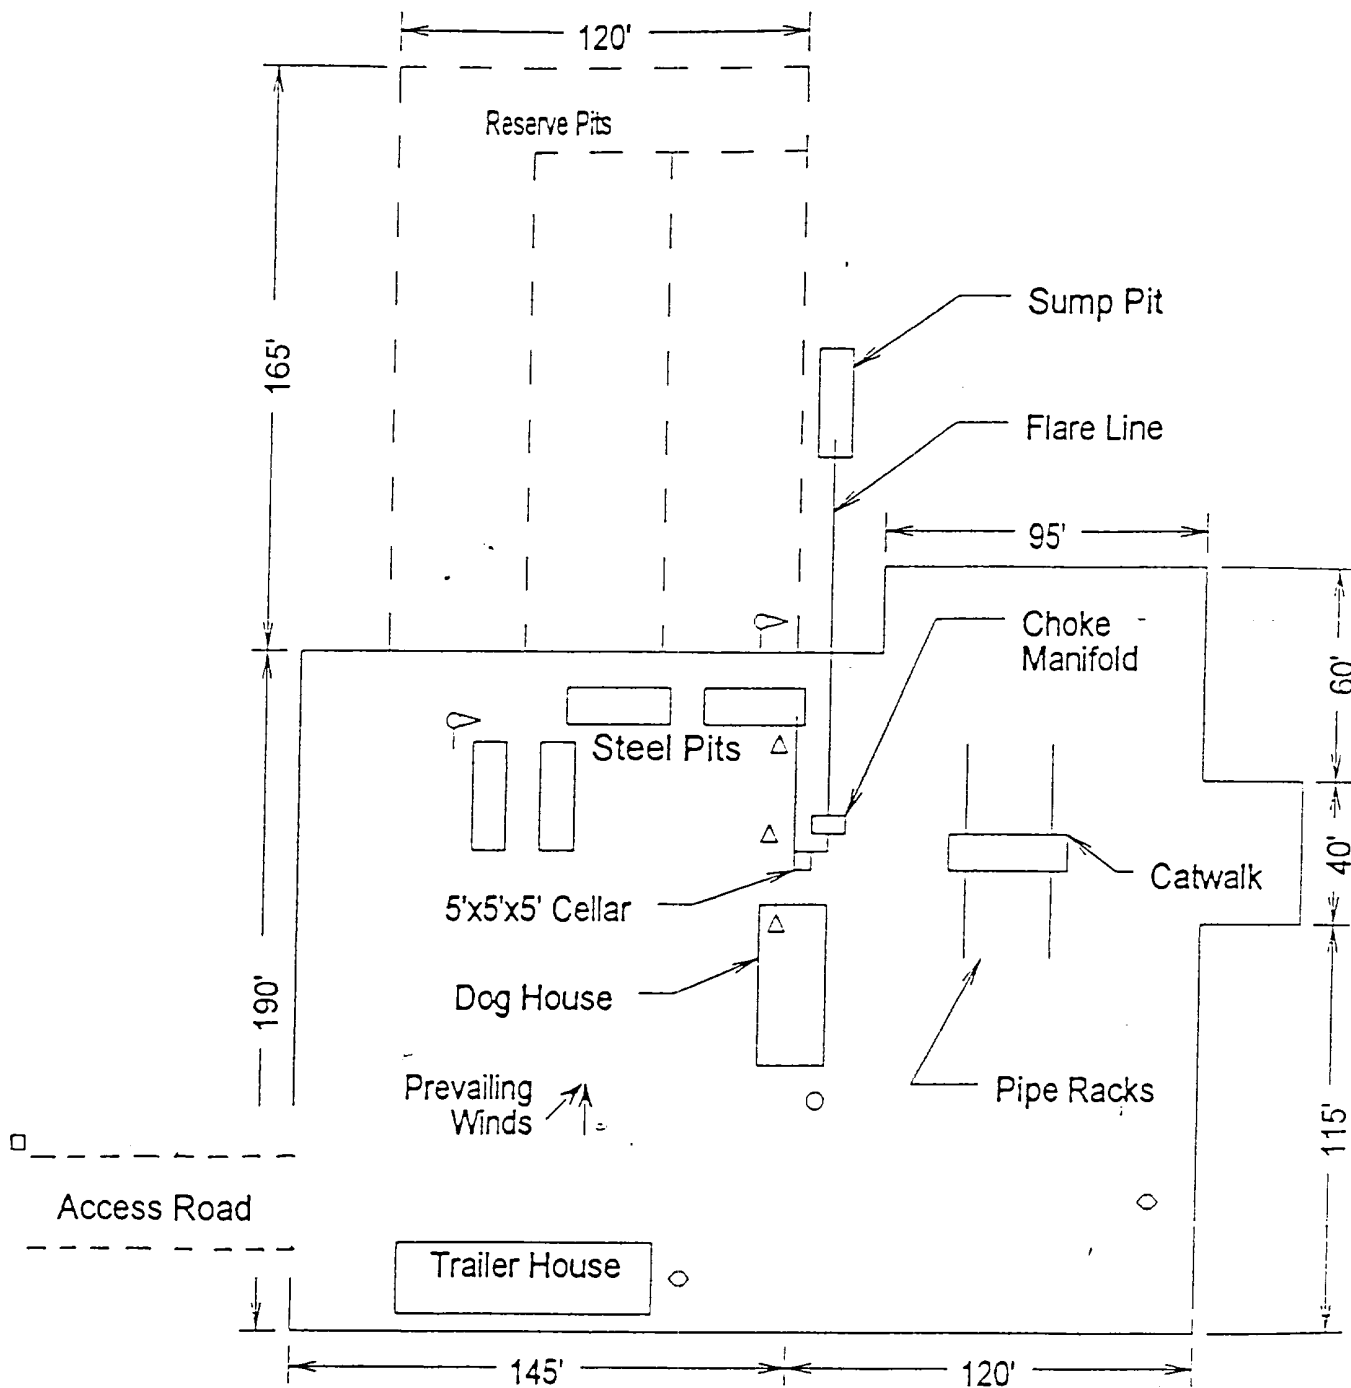 120'
Reserve Pits
Sump Pit
165'
Flare Line
95'
Choke
Manifold
60'
Steel Pits
40'
Catwalk
5'x5'x5' Cellar
Dog House
190'
Prevailing
Winds
Pipe Racks
115'
Access Road
Trailer House
145'
120'